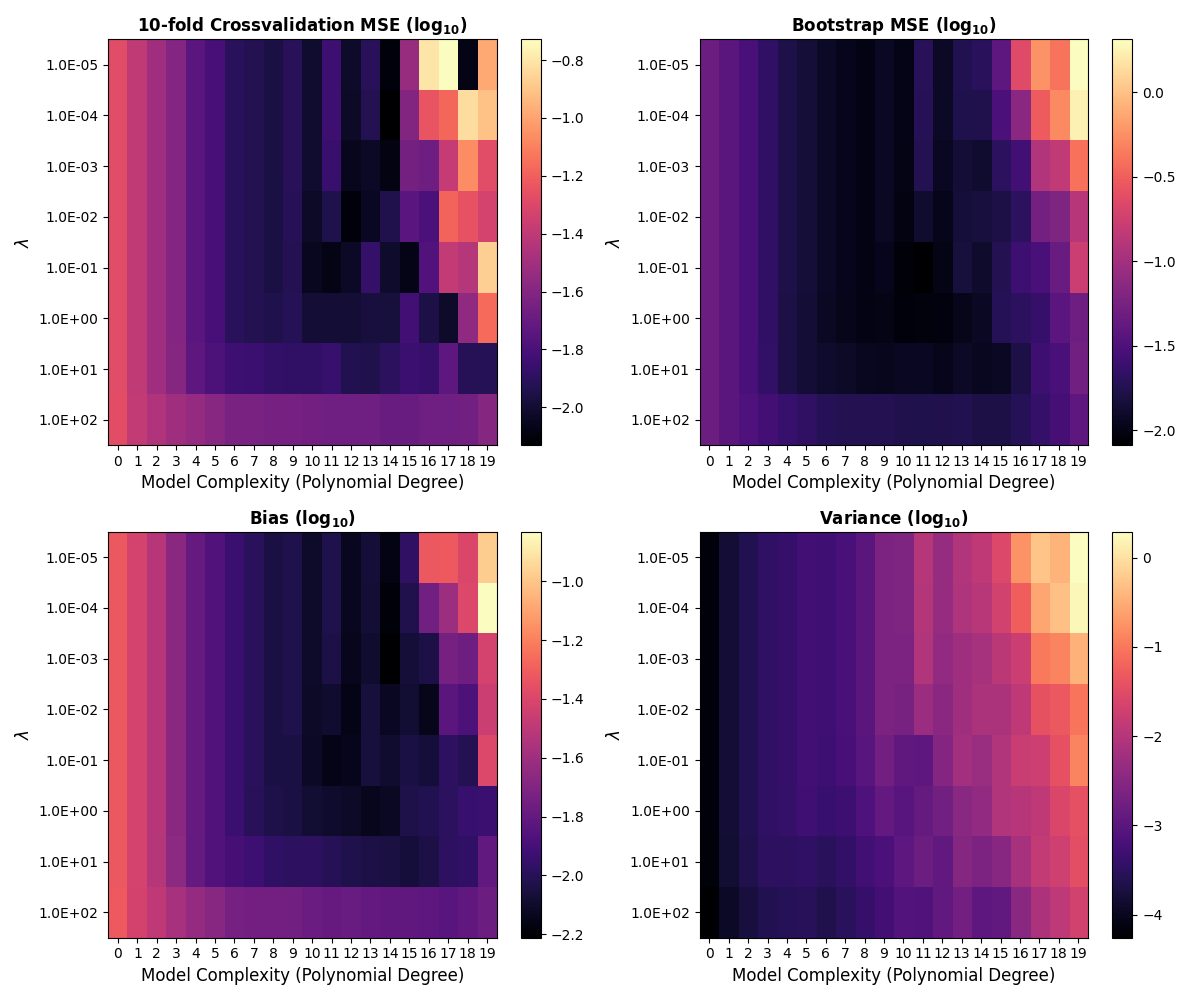 10-fold Crossvalidation MSE (log₁₀)
1.0E-05
1.0E-04
1.0E-03
1.0E-02
1.0E-01
1.0E+00
1.0E+01
1.0E+02
λ
0 1 2 3 4 5 6 7 8 9 10 11 12 13 14 15 16 17 18 19
Model Complexity (Polynomial Degree)
−0.8
−1.0
−1.2
−1.4
−1.6
−1.8
−2.0
Bootstrap MSE (log₁₀)
1.0E-05
1.0E-04
1.0E-03
1.0E-02
1.0E-01
1.0E+00
1.0E+01
1.0E+02
λ
0 1 2 3 4 5 6 7 8 9 10 11 12 13 14 15 16 17 18 19
Model Complexity (Polynomial Degree)
0.0
−0.5
−1.0
−1.5
−2.0
Bias (log₁₀)
1.0E-05
1.0E-04
1.0E-03
1.0E-02
1.0E-01
1.0E+00
1.0E+01
1.0E+02
λ
0 1 2 3 4 5 6 7 8 9 10 11 12 13 14 15 16 17 18 19
Model Complexity (Polynomial Degree)
−1.0
−1.2
−1.4
−1.6
−1.8
−2.0
−2.2
Variance (log₁₀)
1.0E-05
1.0E-04
1.0E-03
1.0E-02
1.0E-01
1.0E+00
1.0E+01
1.0E+02
λ
0 1 2 3 4 5 6 7 8 9 10 11 12 13 14 15 16 17 18 19
Model Complexity (Polynomial Degree)
0
−1
−2
−3
−4